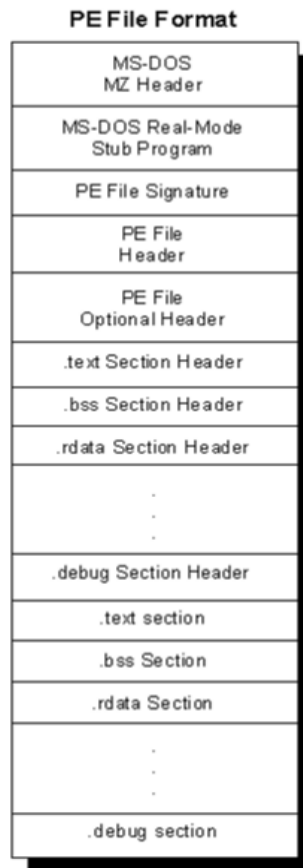 PE File Format
MS-DOS
MZ Header
MS-DOS Real-Mode
Stub Program
PE File Signature
PE File
Header
PE File
Optional Header
.text Section Header
.bss Section Header
.rdata Section Header
.
.
.
.debug Section Header
.text section
.bss Section
.rdata Section
.
.
.
.debug section